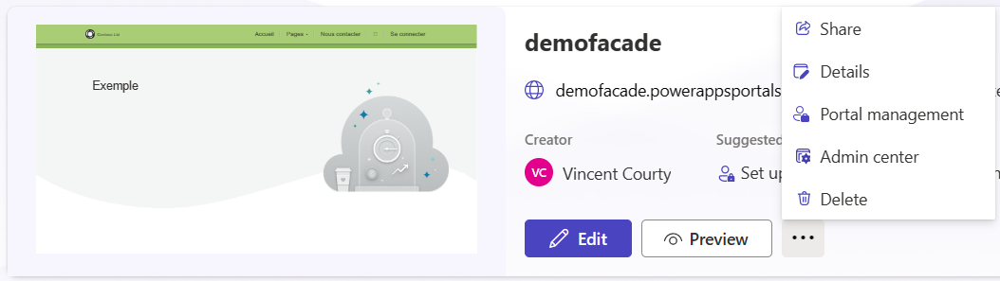 Contoso Ltd
Accueil Pages Nous contacter Se connecter
Exemple
demofacade
demofacade.powerappsportals
Creator
Suggested
VC Vincent Courty
Set up
Edit
Preview
Share
Details
Portal management
Admin center
Delete